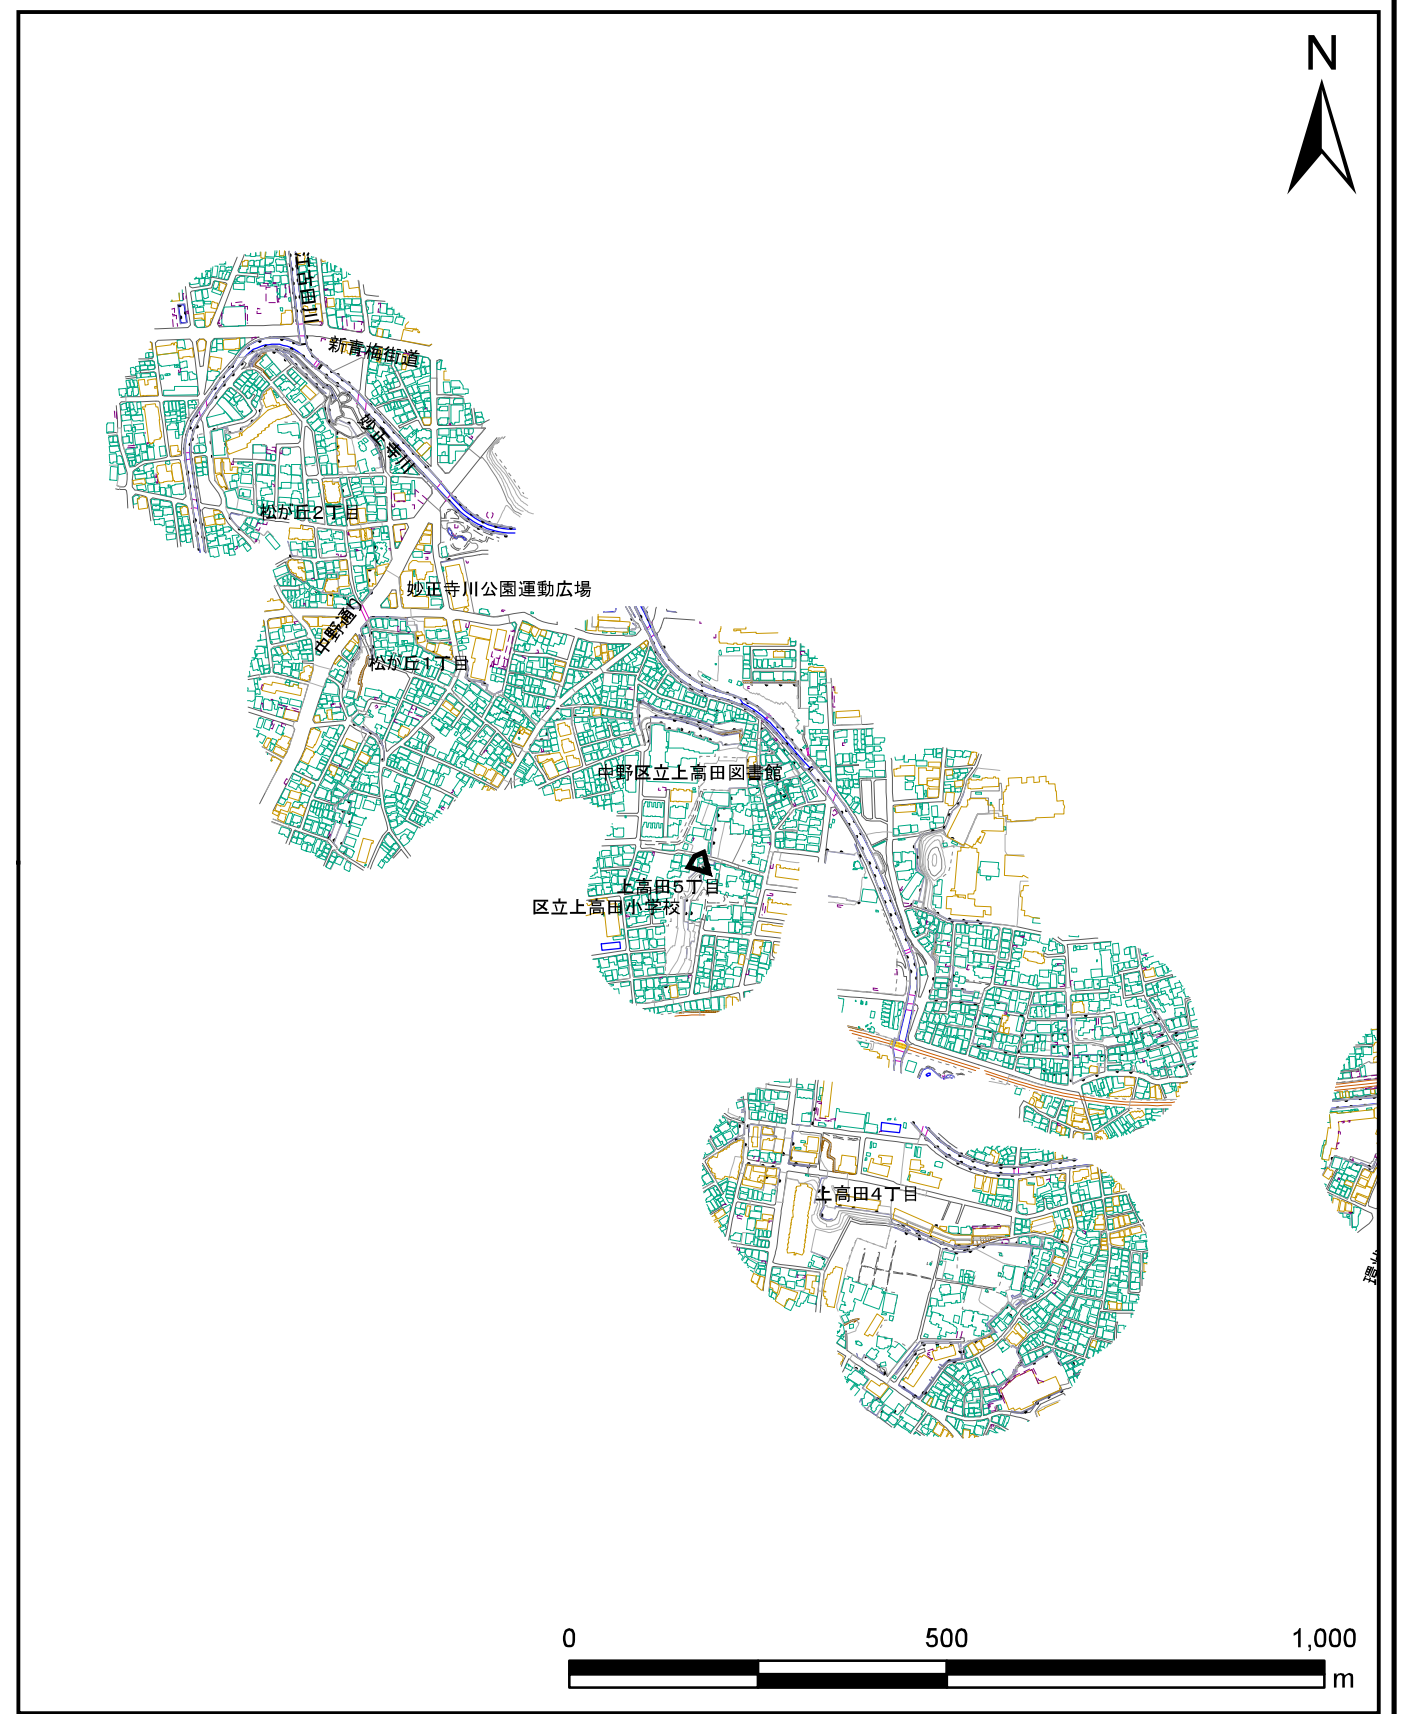 N
江古田川
新青梅街道
妙正寺川
松が丘2丁目
妙正寺川公園運動広場
中野通り
松が丘1丁目
中野区立上高田図書館
上高田5丁目
区立上高田小学校..
上高田4丁目
0 500 1,000
m